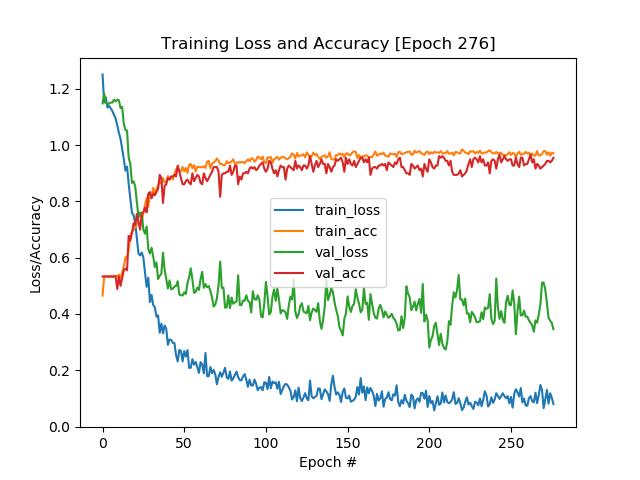 Training Loss and Accuracy [Epoch 276]
1.2
1.0
0.8
0.6
0.4
0.2
0.0
Loss/Accuracy
train_loss
train_acc
val_loss
val_acc
0 50 100 150 200 250
Epoch #